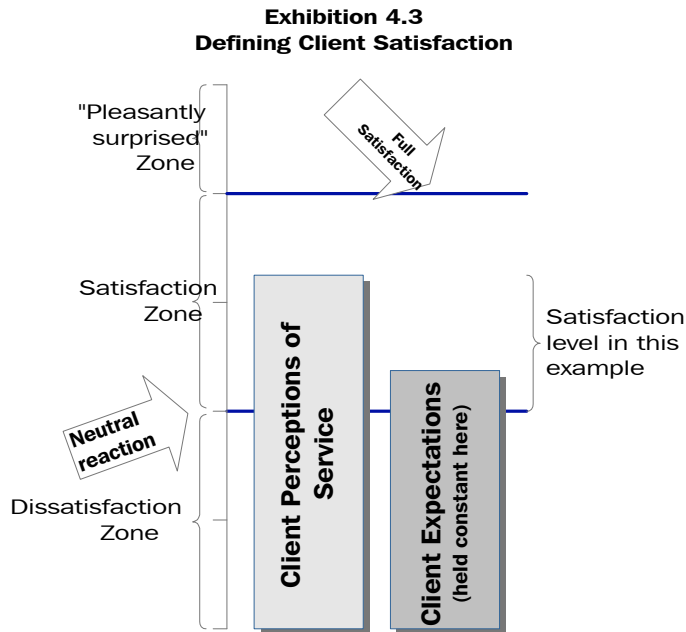 Exhibition 4.3
Defining Client Satisfaction
"Pleasantly
surprised"
Zone
Full
Satisfaction
Satisfaction
Zone
Satisfaction
level in this
example
Neutral
reaction
Dissatisfaction
Zone
Client Perceptions of
Service
Client Expectations
(held constant here)